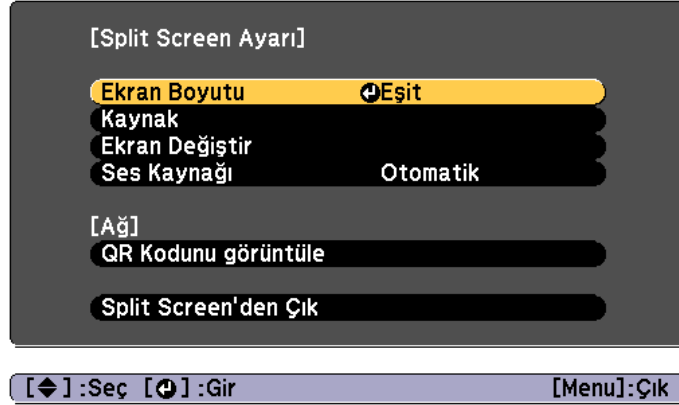 [Split Screen Ayarı]
Ekran Boyutu Eşit
Kaynak
Ekran Değiştir
Ses Kaynağı Otomatik
[Ağ]
QR Kodunu görüntüle
Split Screen'den Çık
[◆]:Seç [⏎]:Gir [Menu]:Çık